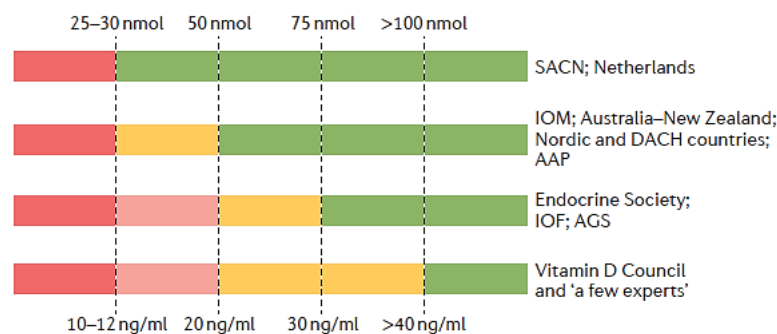 25–30 nmol 50 nmol 75 nmol >100 nmol
SACN; Netherlands
IOM; Australia–New Zealand;
Nordic and DACH countries;
AAP
Endocrine Society;
IOF; AGS
Vitamin D Council
and ‘a few experts’
10–12 ng/ml 20 ng/ml 30 ng/ml >40 ng/ml